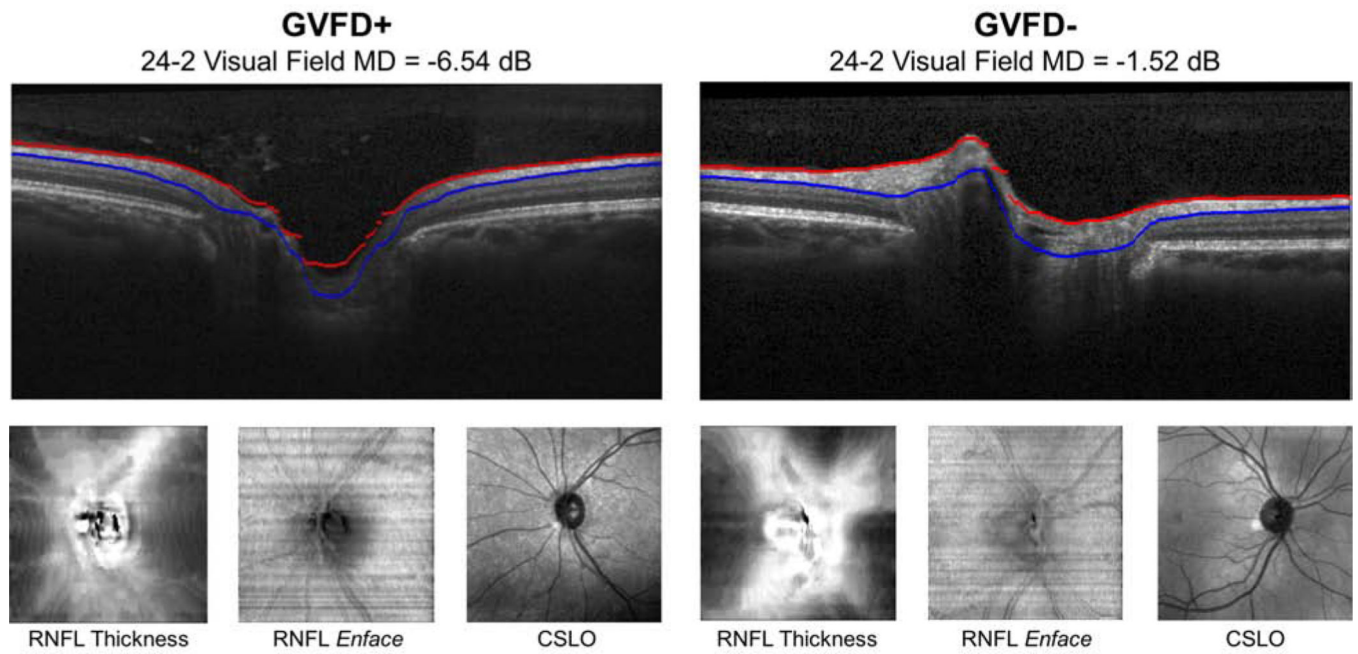 GVFD+
24-2 Visual Field MD = -6.54 dB
GVFD-
24-2 Visual Field MD = -1.52 dB
RNFL Thickness
RNFL Enface
CSLO
RNFL Thickness
RNFL Enface
CSLO